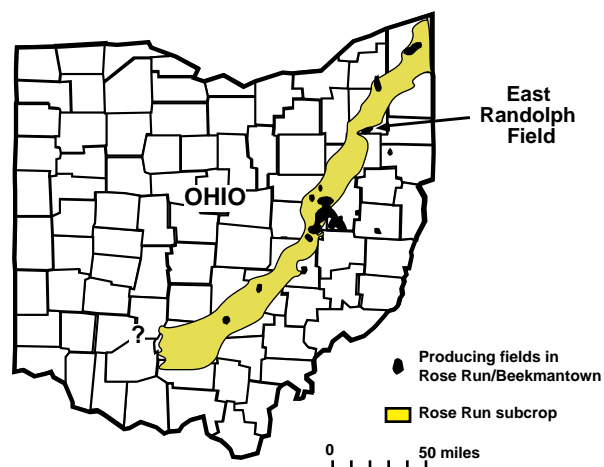 East
Randolph
Field
OHIO
?
Producing fields in
Rose Run/Beekmantown
Rose Run subcrop
0 50 miles